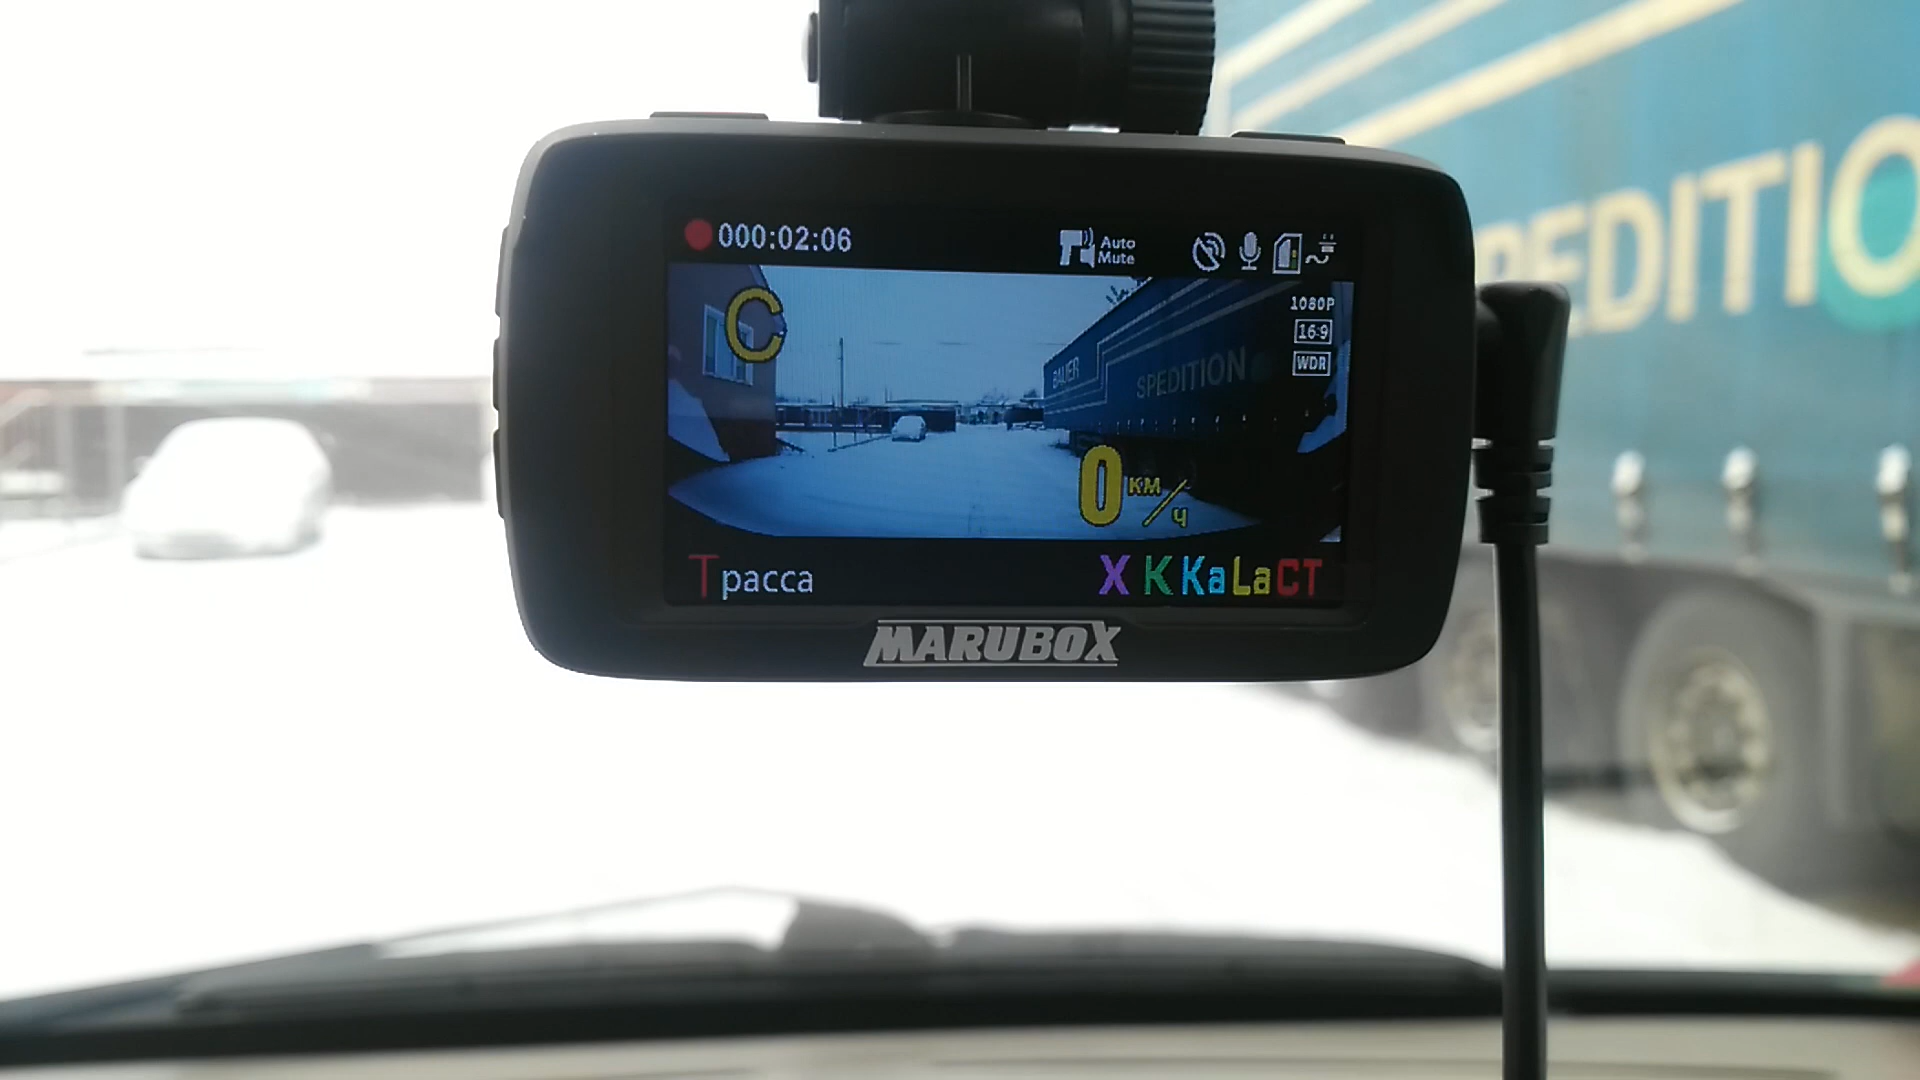 000:02:06
Auto
Mute
C
1080P
16:9
WDR
BAUER
SPEDITION
0 км/ч
Трасса
X K Ka La CT
MARUBOX
PEDITIO